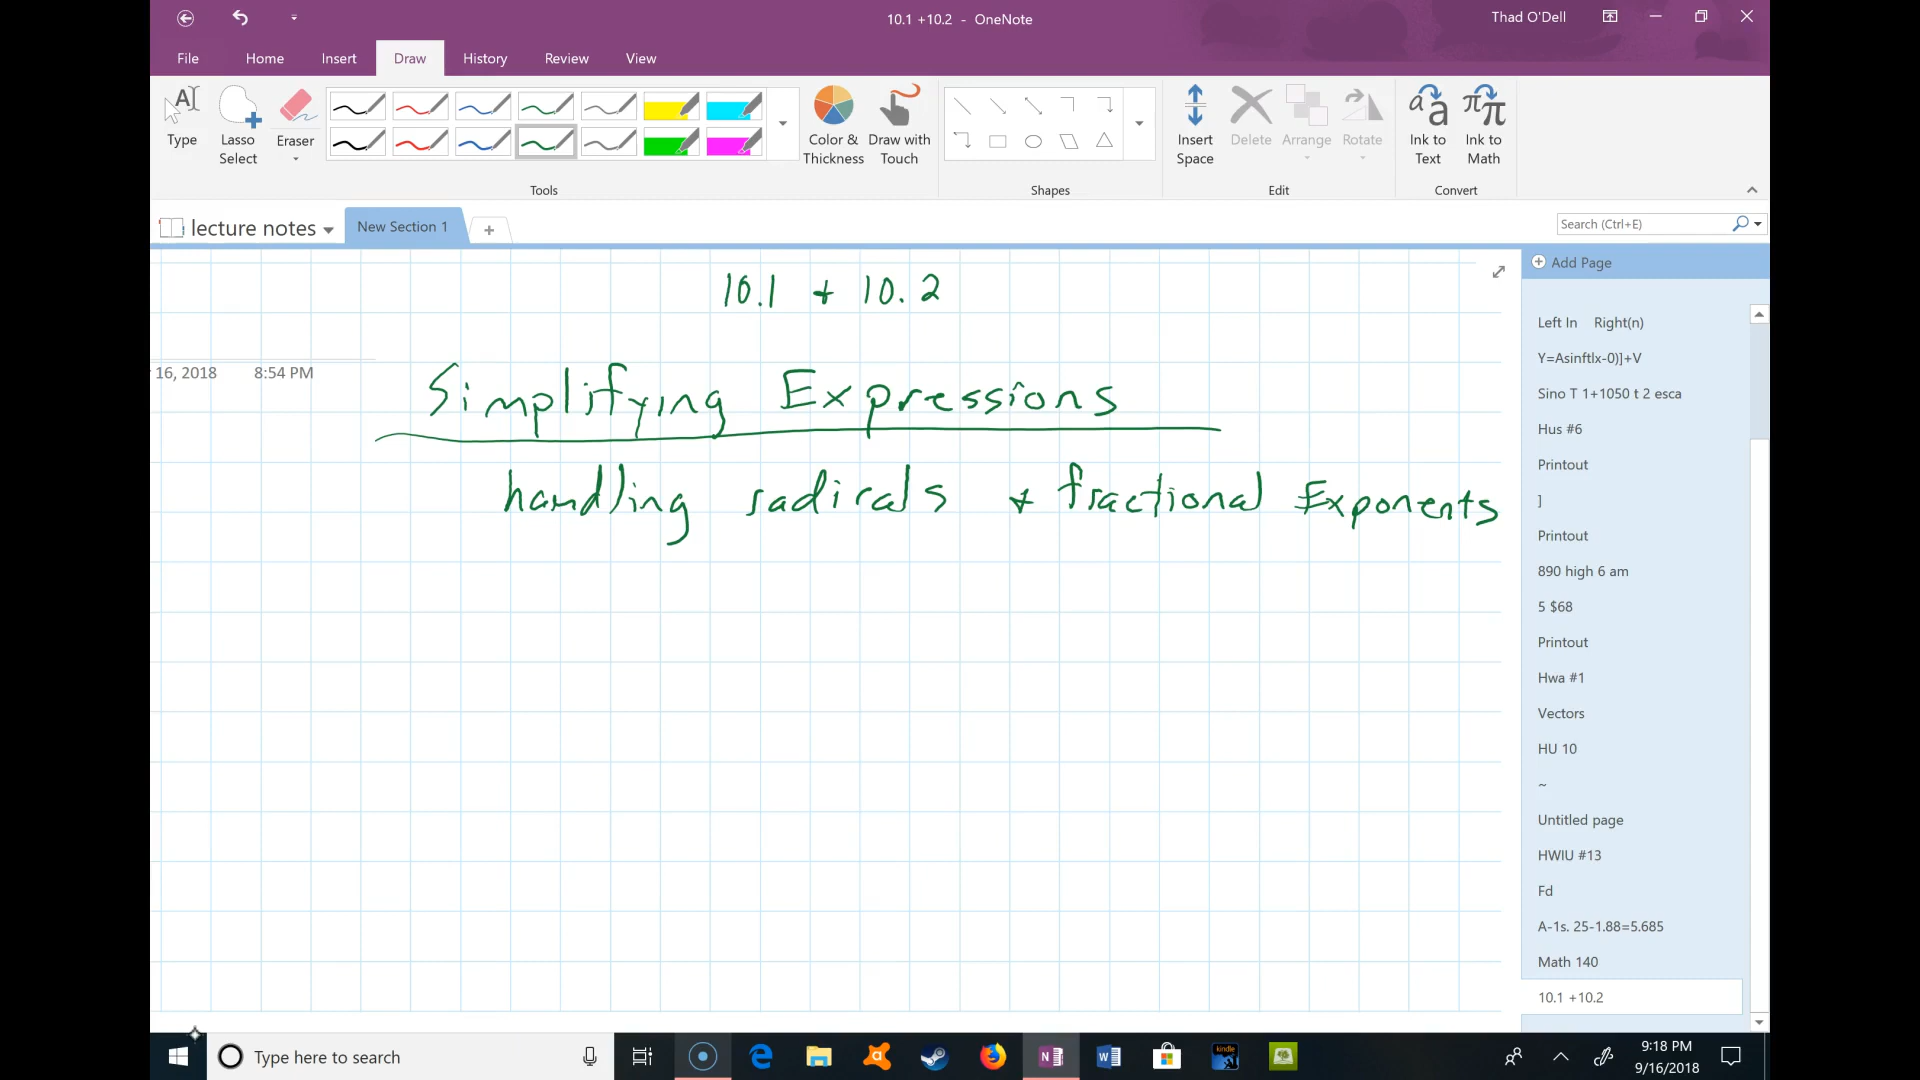 10.1 +10.2 - OneNote
Thad O'Dell
File Home Insert Draw History Review View
Type
Lasso Select
Eraser
Color & Thickness
Draw with Touch
Insert Space
Delete
Arrange
Rotate
Ink to Text
Ink to Math
Tools Shapes Edit Convert
lecture notes
New Section 1
Search (Ctrl+E)
Add Page
10.1 + 10.2
16, 2018 8:54 PM
Simplifying Expressions
handling radicals + fractional Exponents
Left In Right(n)
Y=Asinftlx-0)]+V
Sino T 1+1050 t 2 esca
Hus #6
Printout
]
Printout
890 high 6 am
5 $68
Printout
Hwa #1
Vectors
HU 10
~
Untitled page
HWIU #13
Fd
A-1s. 25-1.88=5.685
Math 140
10.1 +10.2
Type here to search
kindle
9:18 PM
9/16/2018